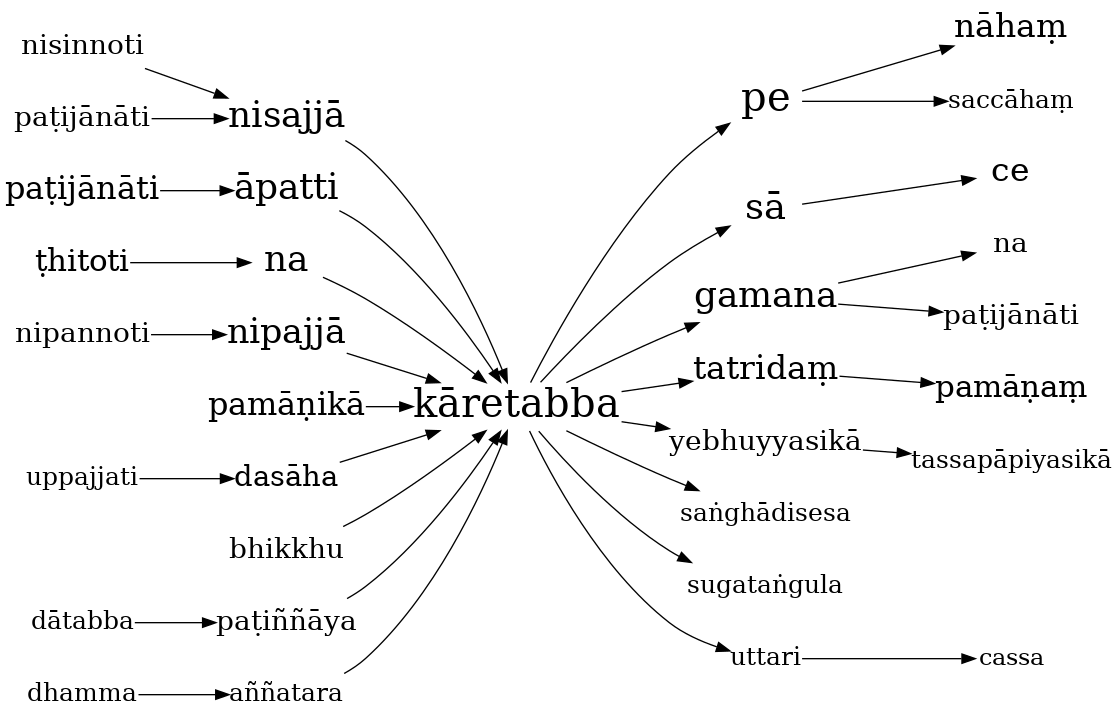 nisinnoti
paṭijānāti
nisajjā
paṭijānāti
āpatti
ṭhitoti
na
nipannoti
nipajjā
pamāṇikā
uppajjati
dasāha
bhikkhu
dātabba
paṭiññāya
dhamma
aññatara
kāretabba
pe
nāhaṃ
saccāhaṃ
sā
ce
gamana
na
paṭijānāti
tatridaṃ
pamāṇaṃ
yebhuyyasikā
tassapāpiyasikā
saṅghādisesa
sugataṅgula
uttari
cassa